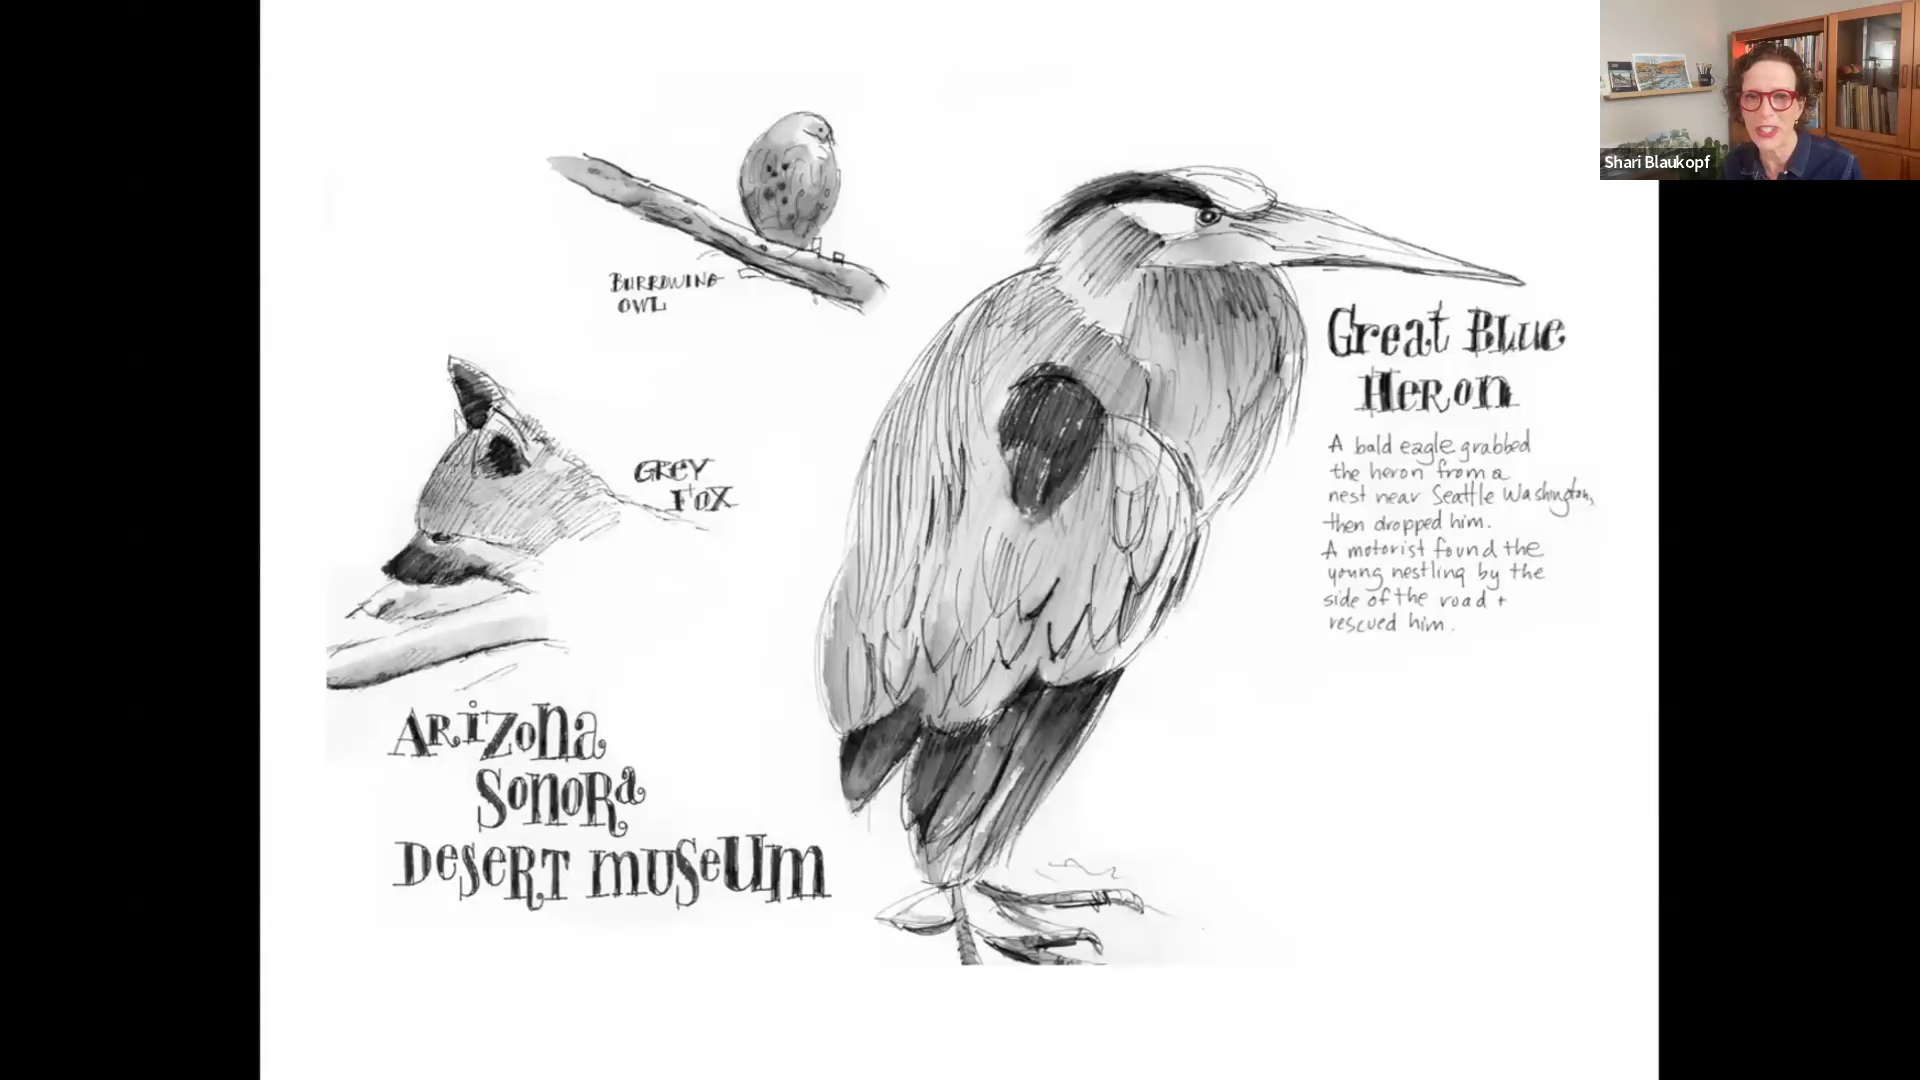 Shari Blaukopf
BURROWING
OWL
GREY
FOX
Great BLue
HeRon
A bald eagle grabbed
the heron from a
nest near Seattle Washington,
then dropped him.
A motorist found the
young nestling by the
side of the road +
rescued him.
ARiZona
SonoRa
DeseRT museUm